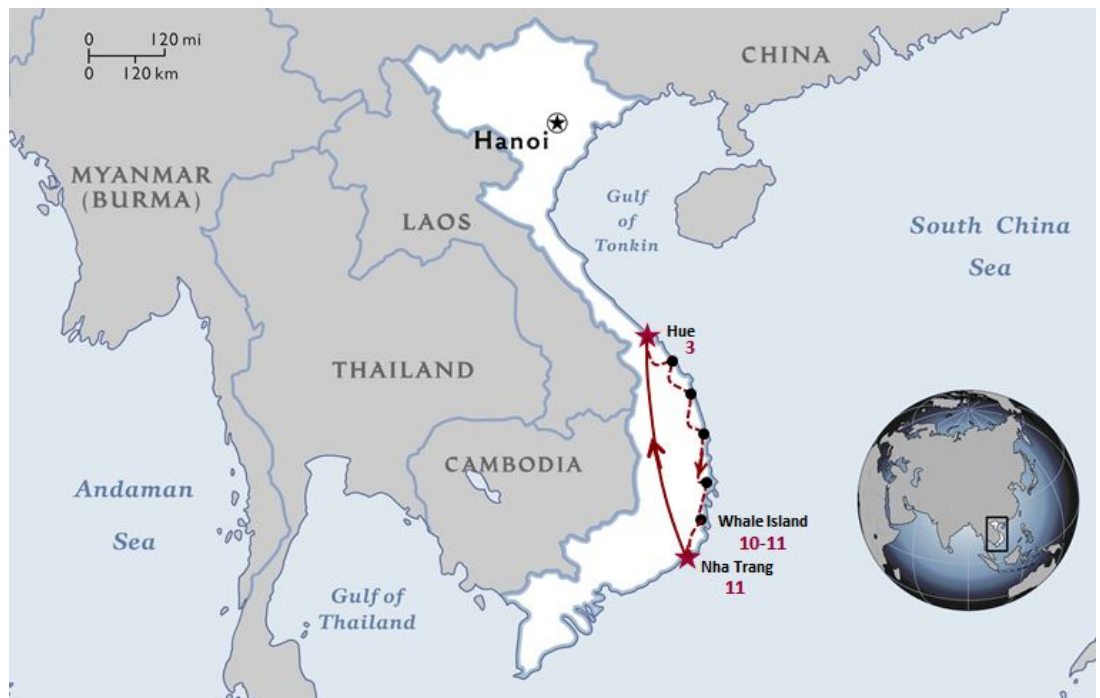 0 120 mi
0 120 km
CHINA
Hanoi
MYANMAR
(BURMA)
LAOS
Gulf
of
Tonkin
South China
Sea
Hue
3
THAILAND
CAMBODIA
Andaman
Sea
Whale Island
10-11
Nha Trang
11
Gulf of
Thailand